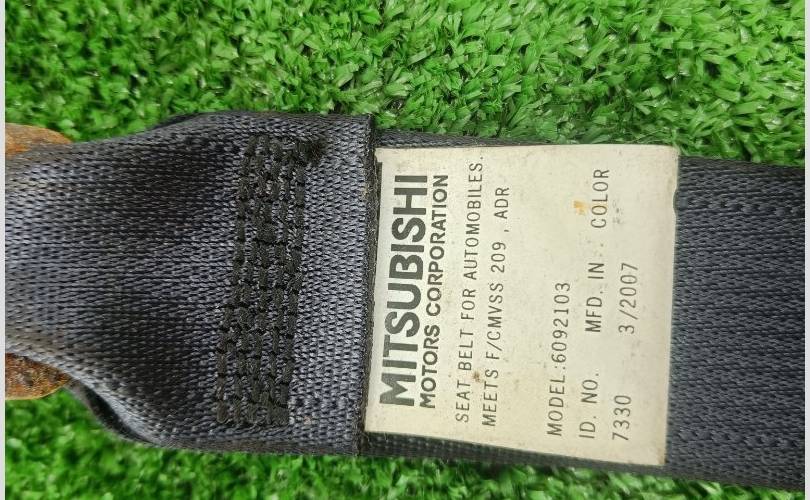 MITSUBISHI
MOTORS CORPORATION
SEAT BELT FOR AUTOMOBILES.
MEETS F/CMVSS 209 , ADR
MODEL:6092103
ID. NO. MFD. IN : COLOR
7330 3/2007